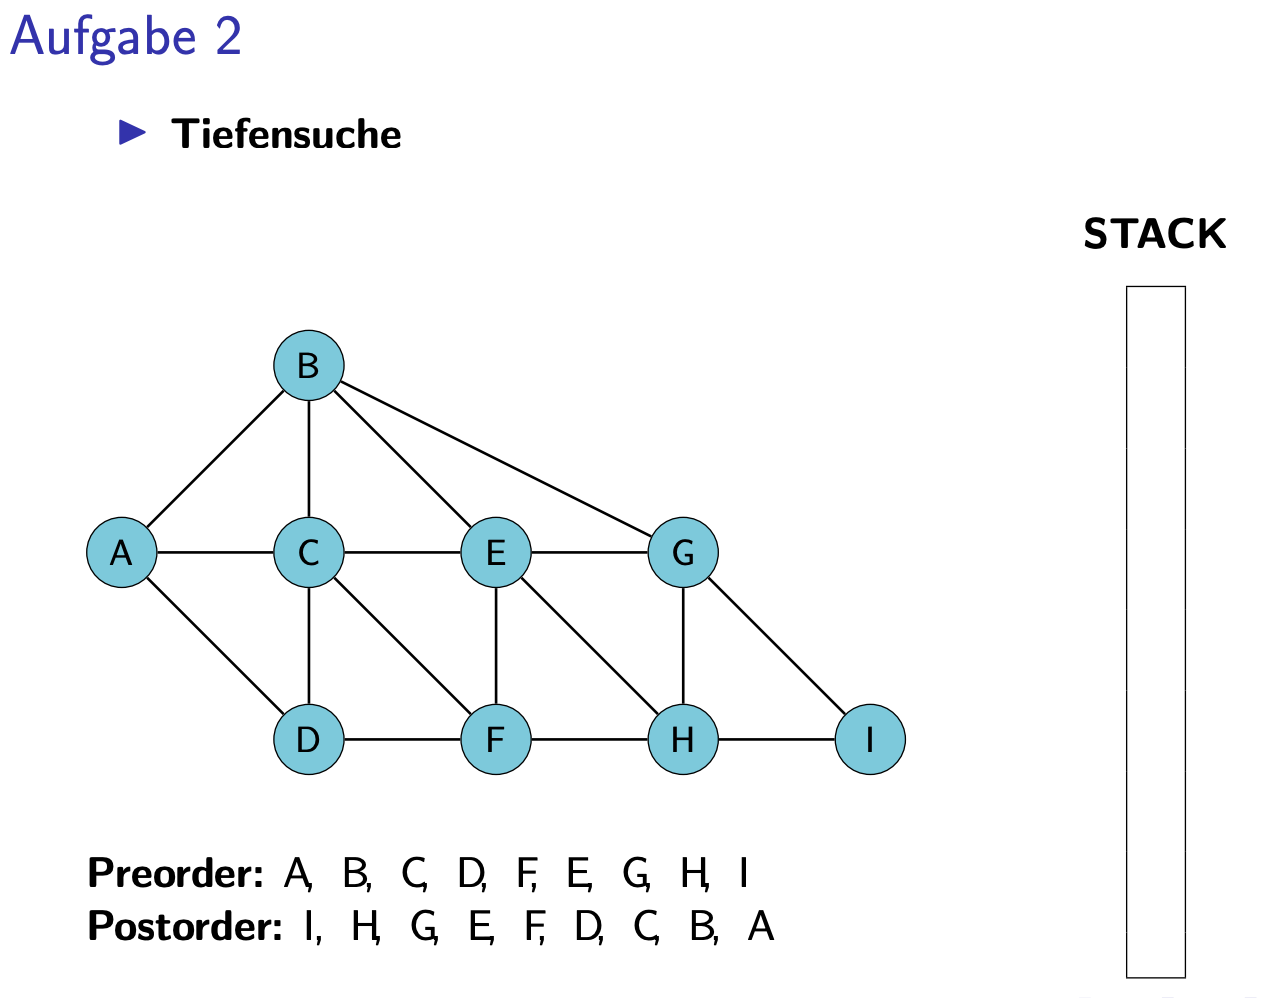 Aufgabe 2
Tiefensuche
STACK
B
A C E G
D F H I
Preorder: A, B, C, D, F, E, G, H, I
Postorder: I, H, G, E, F, D, C, B, A